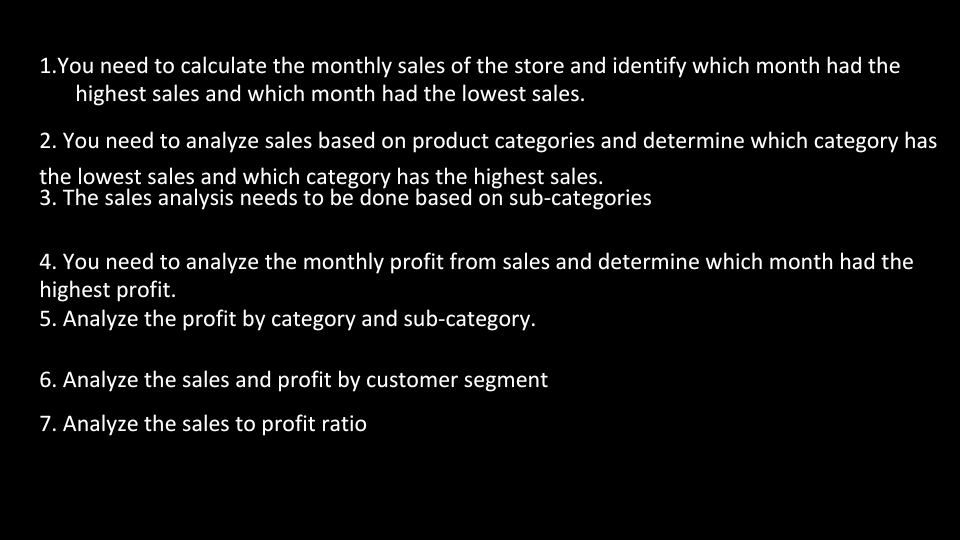 1.You need to calculate the monthly sales of the store and identify which month had the
highest sales and which month had the lowest sales.
2. You need to analyze sales based on product categories and determine which category has
the lowest sales and which category has the highest sales.
3. The sales analysis needs to be done based on sub-categories
4. You need to analyze the monthly profit from sales and determine which month had the
highest profit.
5. Analyze the profit by category and sub-category.
6. Analyze the sales and profit by customer segment
7. Analyze the sales to profit ratio